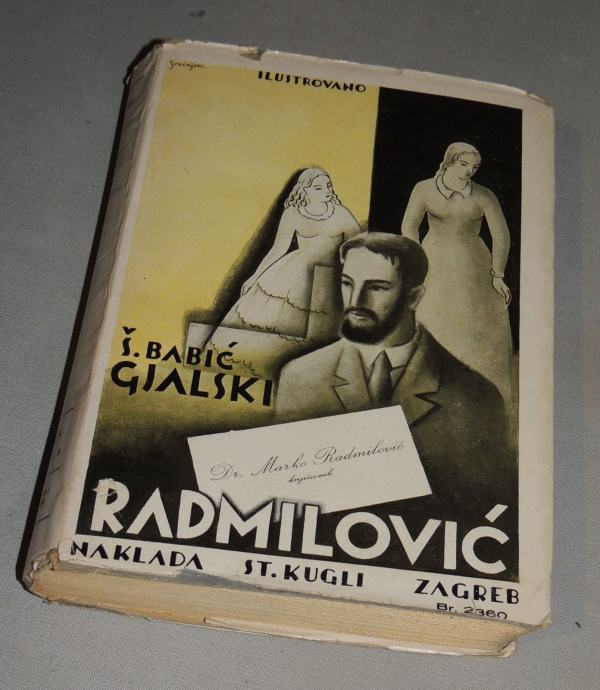 ILUSTROVANO
Š. BABIĆ
GJALSKI
Dr. Marko Radmilović
književnik
RADMILOVIĆ
NAKLADA ST. KUGLI ZAGREB
Br. 2360